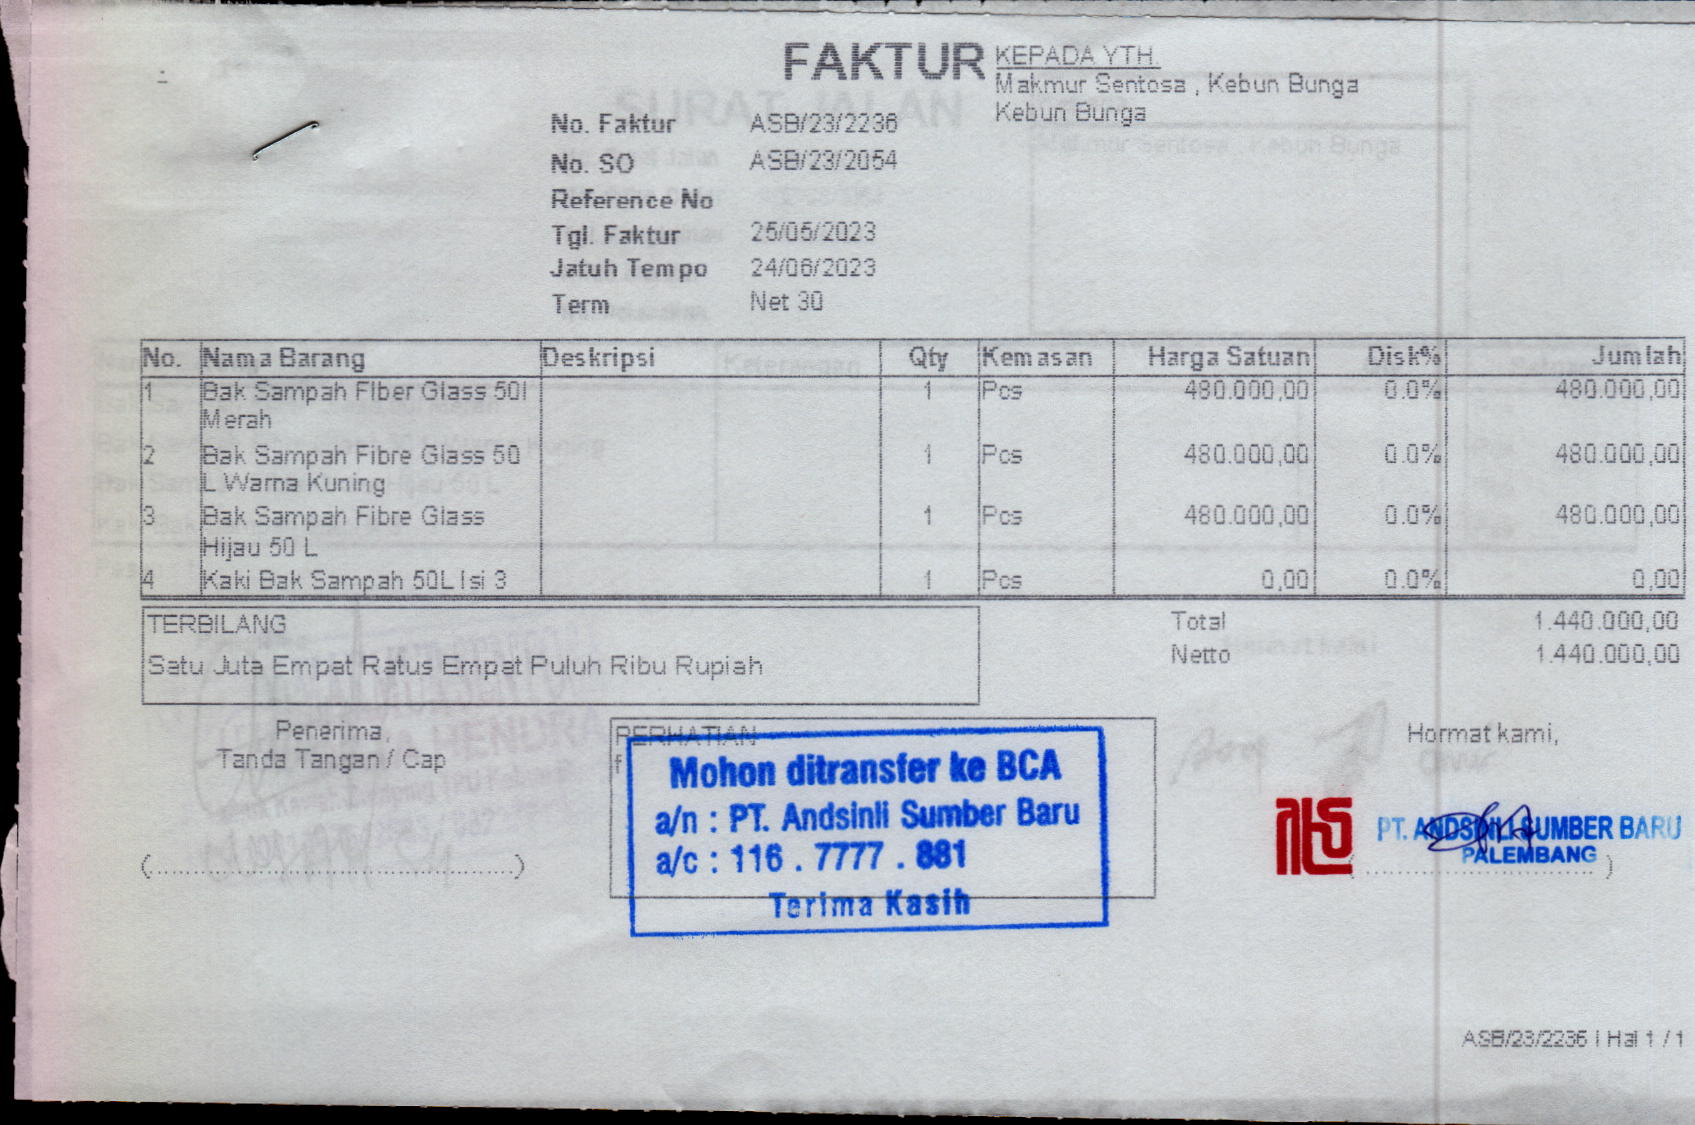 FAKTUR
KEPADA YTH.
Makmur Sentosa , Kebun Bunga
Kebun Bunga
No. Faktur ASB/23/2236
No. SO ASB/23/2054
Reference No
Tgl. Faktur 25/05/2023
Jatuh Tempo 24/06/2023
Term Net 30
No. Nama Barang Deskripsi Qty Kemasan Harga Satuan Disk% Jumlah
1 Bak Sampah FIber Glass 50l 1 Pcs 480.000,00 0.0% 480.000,00
Merah
2 Bak Sampah Fibre Glass 50 1 Pcs 480.000,00 0.0% 480.000,00
L Warna Kuning
3 Bak Sampah Fibre Glass 1 Pcs 480.000,00 0.0% 480.000,00
Hijau 50 L
4 Kaki Bak Sampah 50L Isi 3 1 Pcs 0,00 0.0% 0,00
TERBILANG
Satu Juta Empat Ratus Empat Puluh Ribu Rupiah
Total 1.440.000,00
Netto 1.440.000,00
Penerima,
Tanda Tangan / Cap
(........................................................)
PERHATIAN
Mohon ditransfer ke BCA
a/n : PT. Andsinli Sumber Baru
a/c : 116 . 7777 . 881
Terima Kasih
Hormat kami,
PT. ANDSINLI SUMBER BARU
PALEMBANG
ASB/23/2236 | Hal 1 / 1